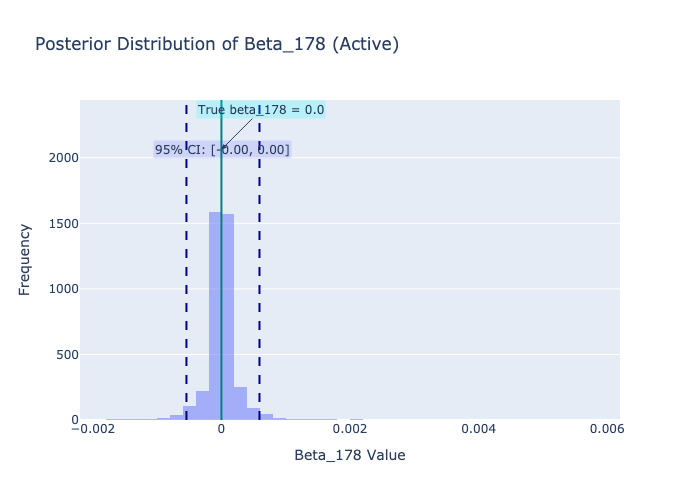 Posterior Distribution of Beta_178 (Active)
True beta_178 = 0.0
95% CI: [-0.00, 0.00]
2000
1500
1000
500
0
Frequency
−0.002
0
0.002
0.004
0.006
Beta_178 Value